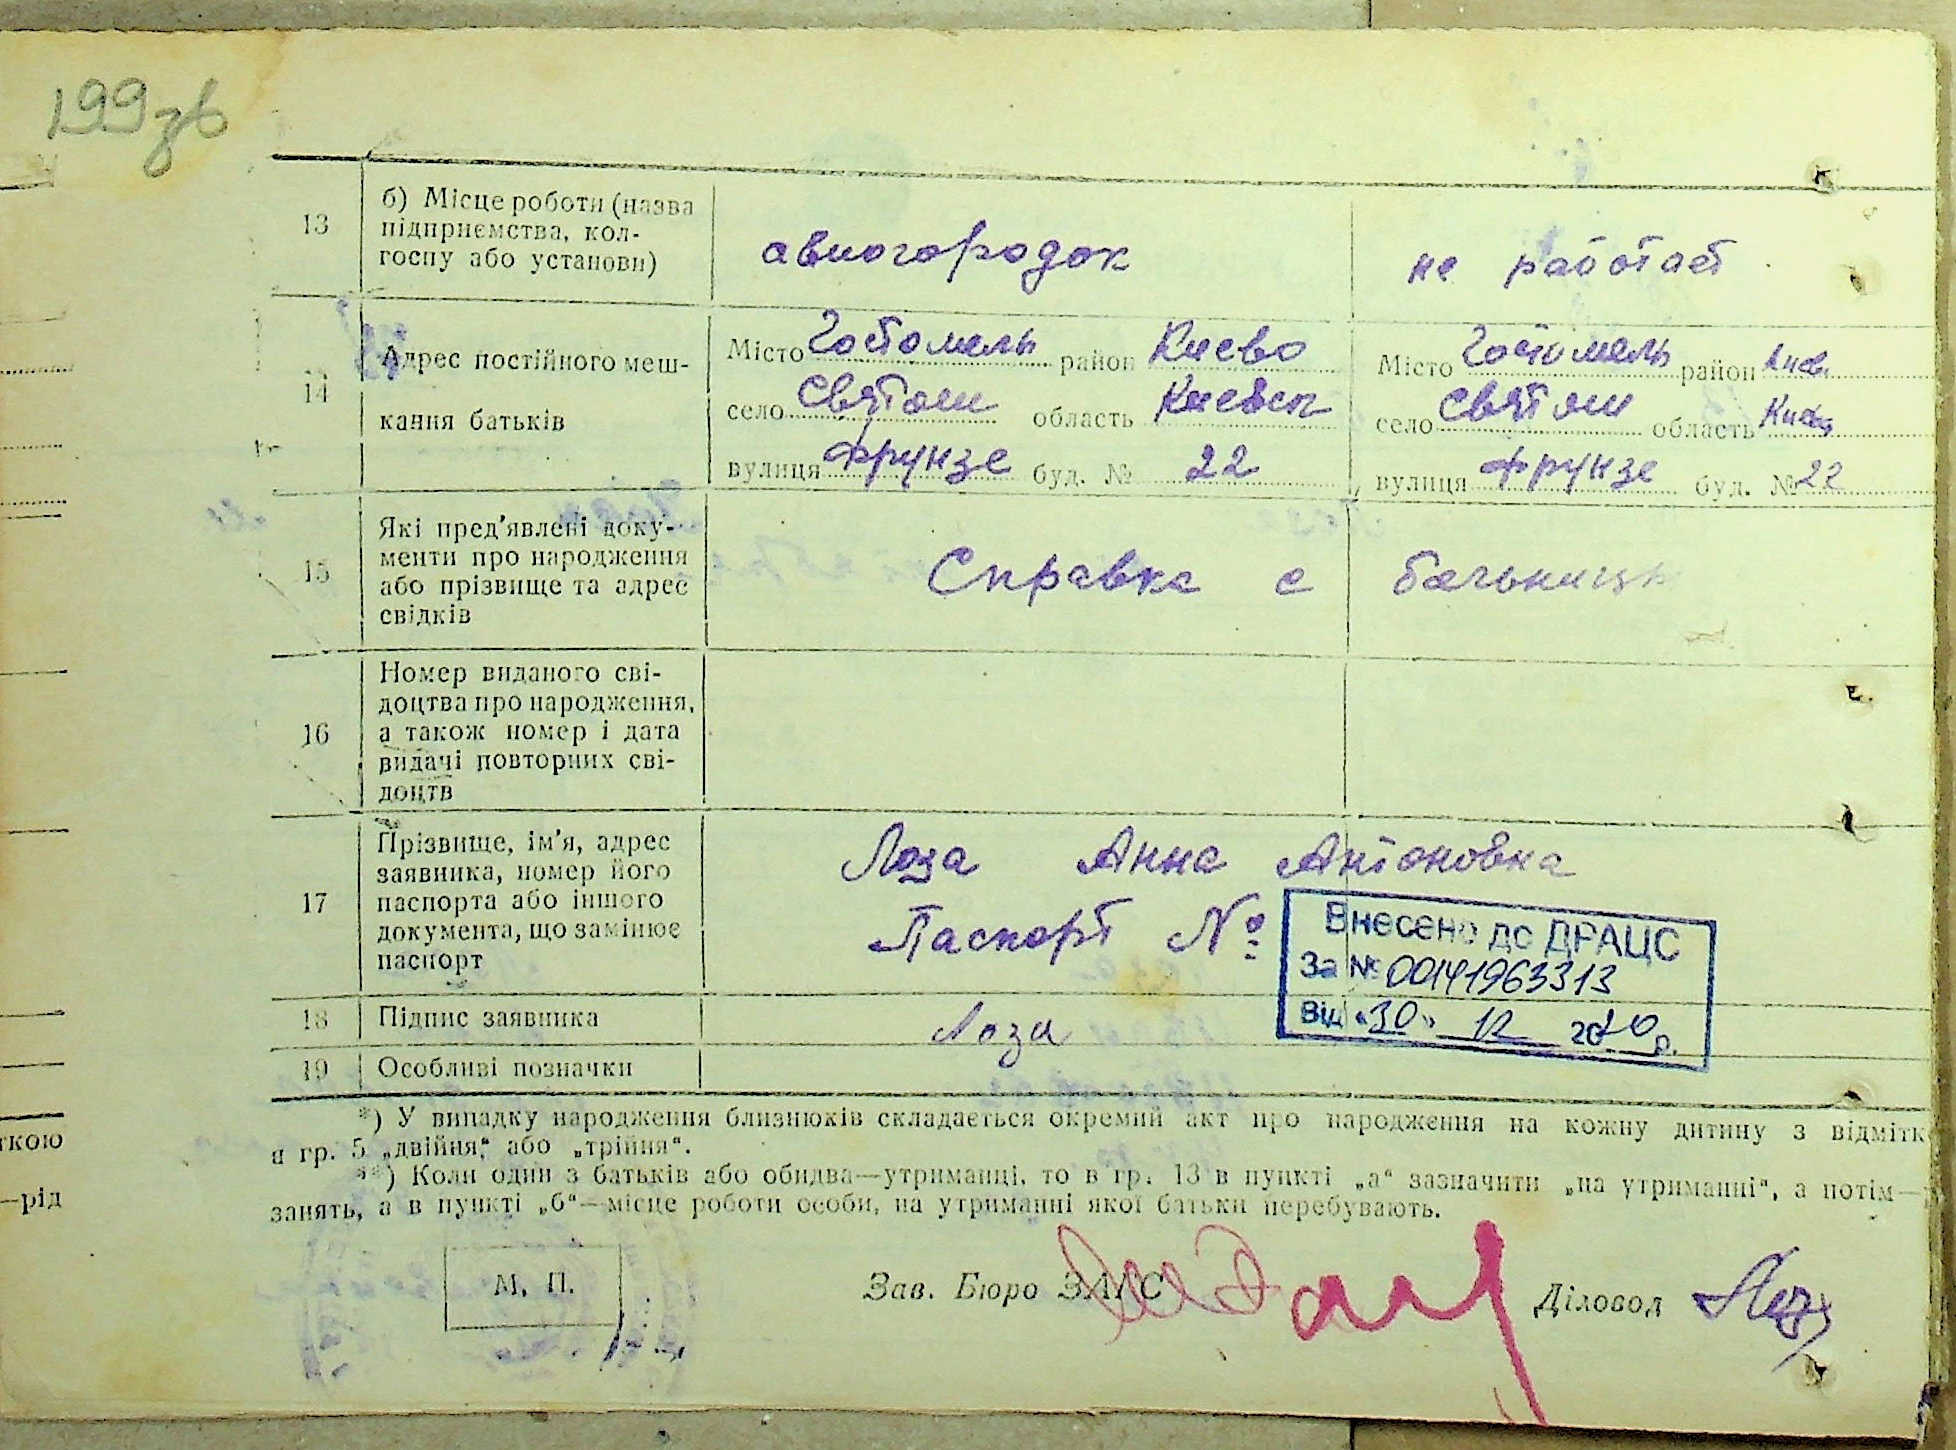 199зв
13
б) Місце роботи (назва
підприємства, кол-
госпу або установи)
авиогородок
не работает
14
Адрес постійного меш-
кання батьків
Місто Гостомель район Киево
село Святош область Киевск
вулиця Фрунзе буд. № 22
Місто Гостомель район Киев.
село Святош область Киев
вулиця Фрунзе буд. № 22
15
Які пред’явлені доку-
менти про народження
або прізвище та адрес
свідків
Справка с больницы
16
Номер виданого сві-
доцтва про народження,
а також номер і дата
видачі повторних сві-
доцтв
17
Прізвище, ім’я, адрес
заявника, номер його
паспорта або іншого
документа, що замінює
паспорт
Лоза Анна Антоновна
Паспорт №
Внесено до ДРАЦС
За № 00141963313
Від «30» 12 2020 р.
18
Підпис заявника
Лоза
19
Особливі позначки
*) У випадку народження близнюків складається окремий акт про народження на кожну дитину з відмітк
в гр. 5 „двійня“ або „трійня“.
**) Коли один з батьків або обидва—утриманці, то в гр. 13 в пункті „а“ зазначити „на утриманні“, а потім—
занять, а в пункті „б“—місце роботи особи, на утриманні якої батьки перебувають.
ткою
—рід
М. П.
Зав. Бюро ЗАГС
Діловод